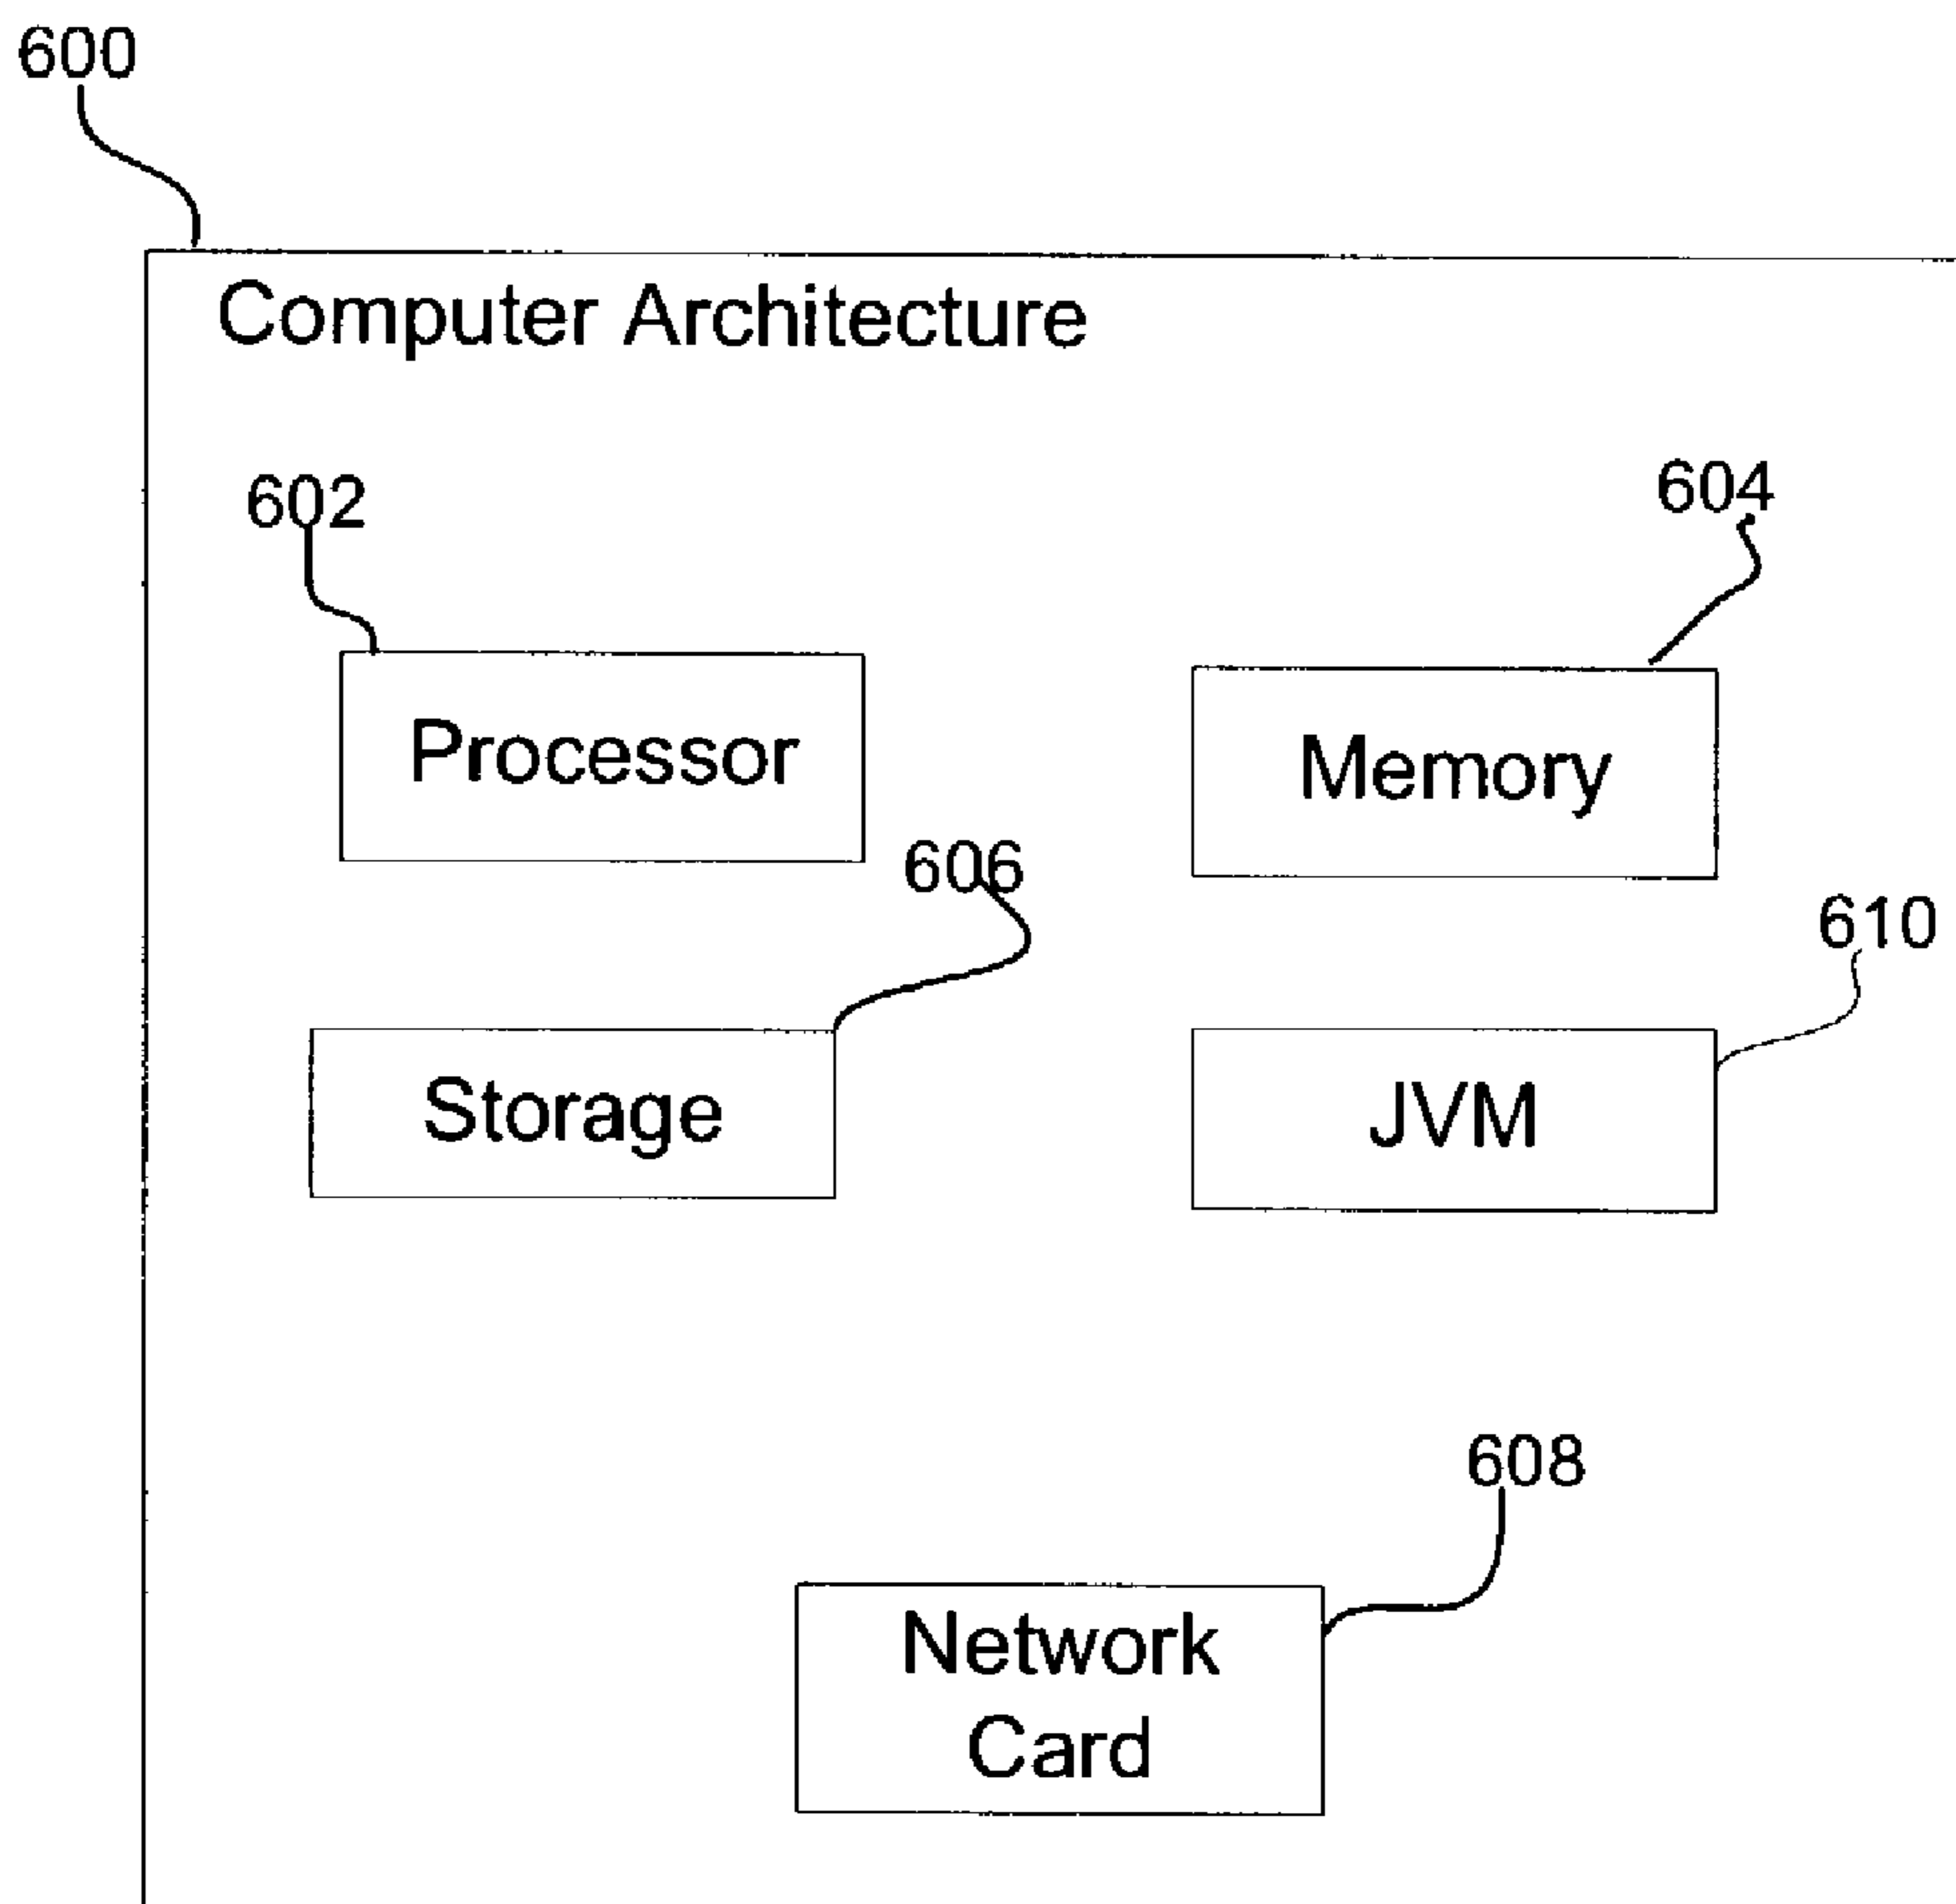 600
Computer Architecture
602
604
Processor
Memory
606
610
Storage
JVM
608
Network
Card